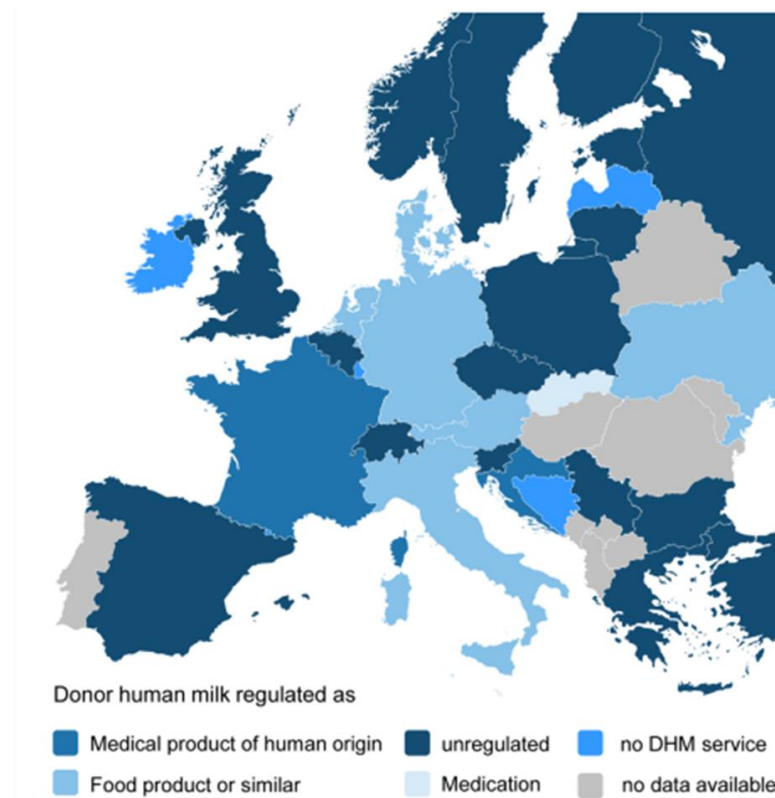 Donor human milk regulated as
Medical product of human origin unregulated no DHM service
Food product or similar Medication no data available